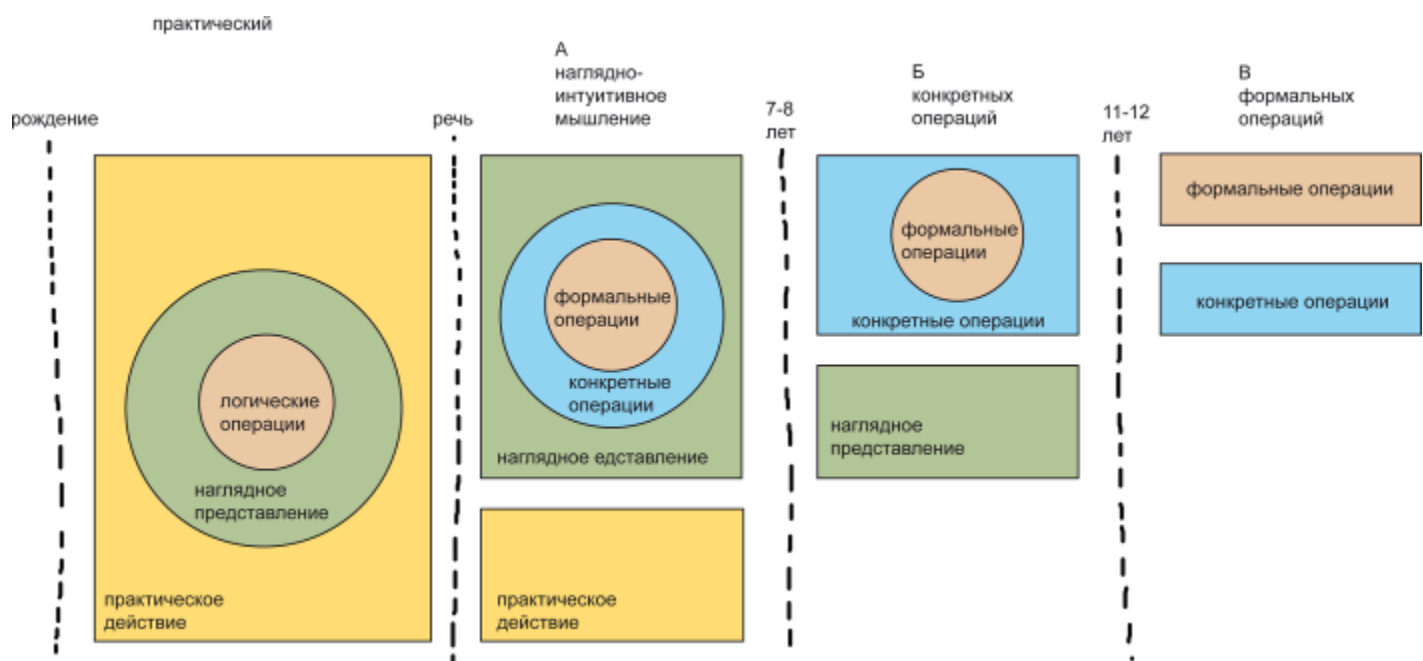 практический
рождение
речь
А
наглядно-
интуитивное
мышление
7-8
лет
Б
конкретных
операций
11-12
лет
В
формальных
операций
логические
операции
наглядное
представление
практическое
действие
формальные
операции
конкретные
операции
наглядное едставление
практическое
действие
формальные
операции
конкретные операции
наглядное
представление
формальные операции
конкретные операции